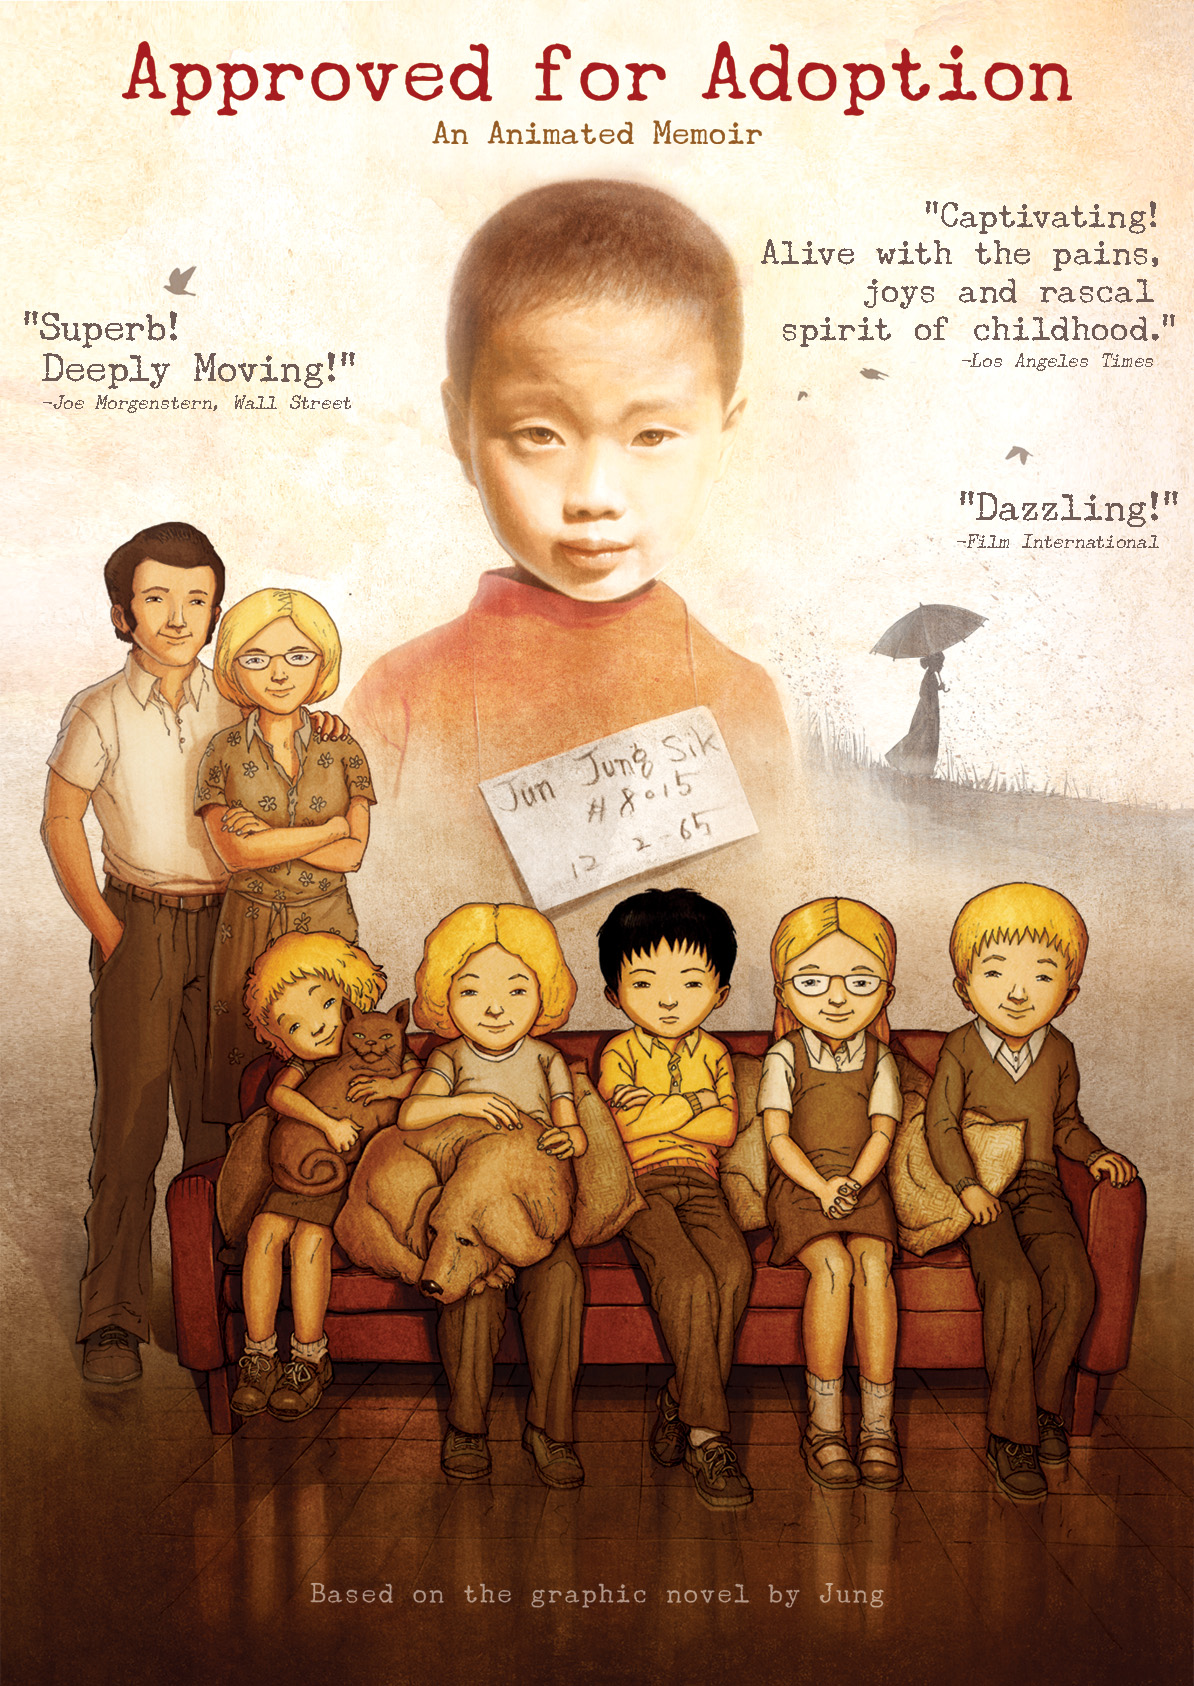 Approved for Adoption
An Animated Memoir
"Captivating!
Alive with the pains,
joys and rascal
spirit of childhood."
-Los Angeles Times
"Superb!
Deeply Moving!"
-Joe Morgenstern, Wall Street
"Dazzling!"
-Film International
Jun Jung Sik
# 8015
12 2-65
Based on the graphic novel by Jung